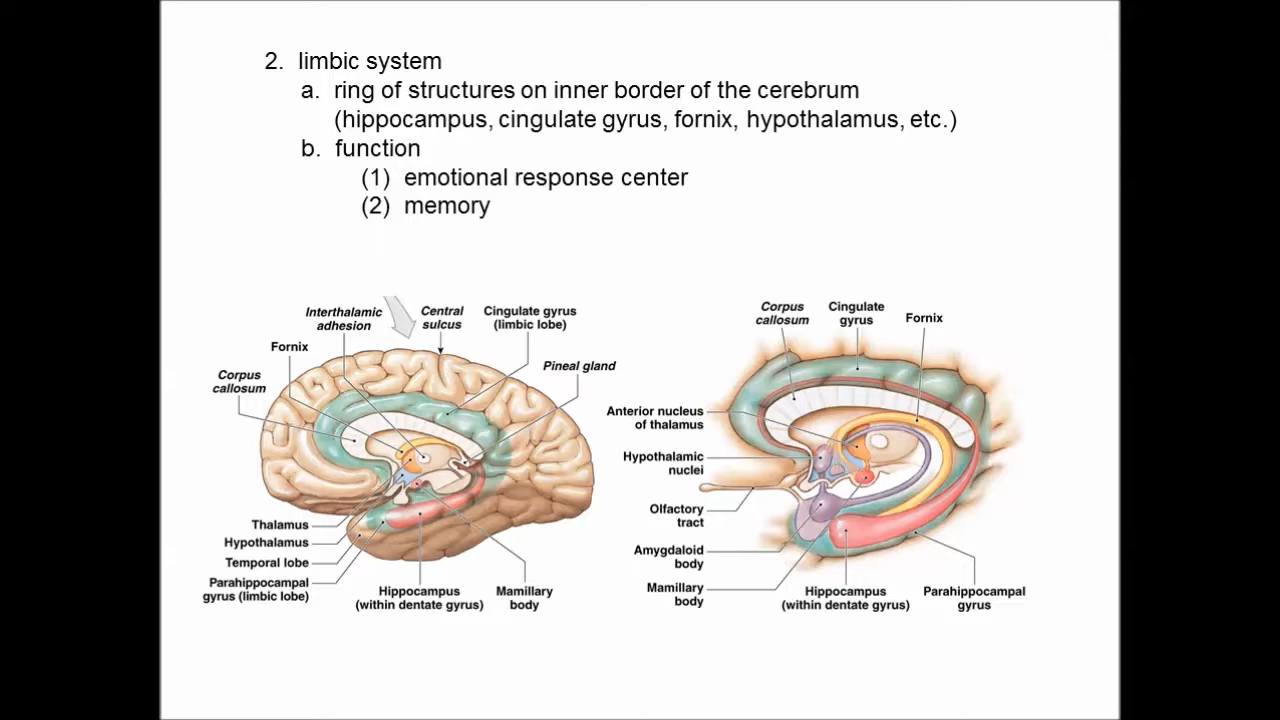 2. limbic system
a. ring of structures on inner border of the cerebrum
(hippocampus, cingulate gyrus, fornix, hypothalamus, etc.)
b. function
(1) emotional response center
(2) memory
Interthalamic
adhesion
Central
sulcus
Cingulate gyrus
(limbic lobe)
Fornix
Pineal gland
Corpus
callosum
Thalamus
Hypothalamus
Temporal lobe
Parahippocampal
gyrus (limbic lobe)
Hippocampus
(within dentate gyrus)
Mamillary
body
Corpus
callosum
Cingulate
gyrus
Fornix
Anterior nucleus
of thalamus
Hypothalamic
nuclei
Olfactory
tract
Amygdaloid
body
Mamillary
body
Hippocampus
(within dentate gyrus)
Parahippocampal
gyrus